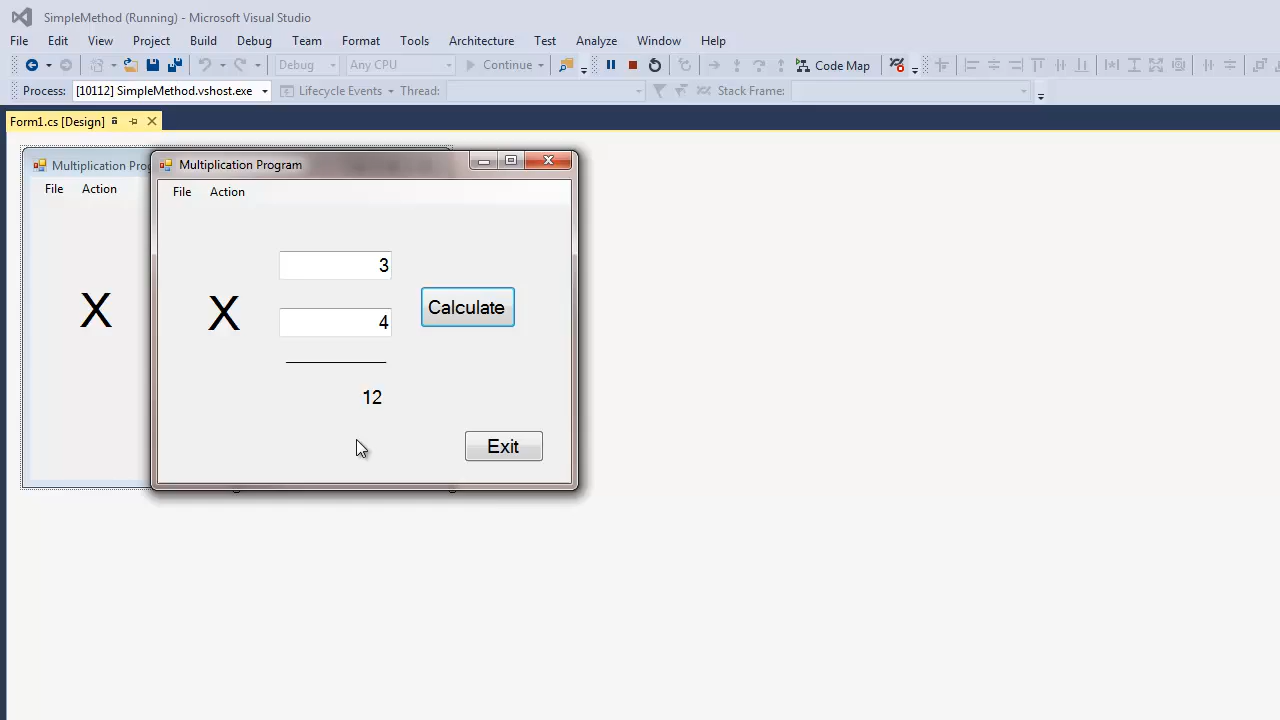 SimpleMethod (Running) - Microsoft Visual Studio
File Edit View Project Build Debug Team Format Tools Architecture Test Analyze Window Help
Debug Any CPU Continue Code Map
Process: [10112] SimpleMethod.vshost.exe Lifecycle Events Thread: Stack Frame:
Form1.cs [Design]
Multiplication Pro
File Action
X
Multiplication Program
File Action
3
X
4
Calculate
12
Exit